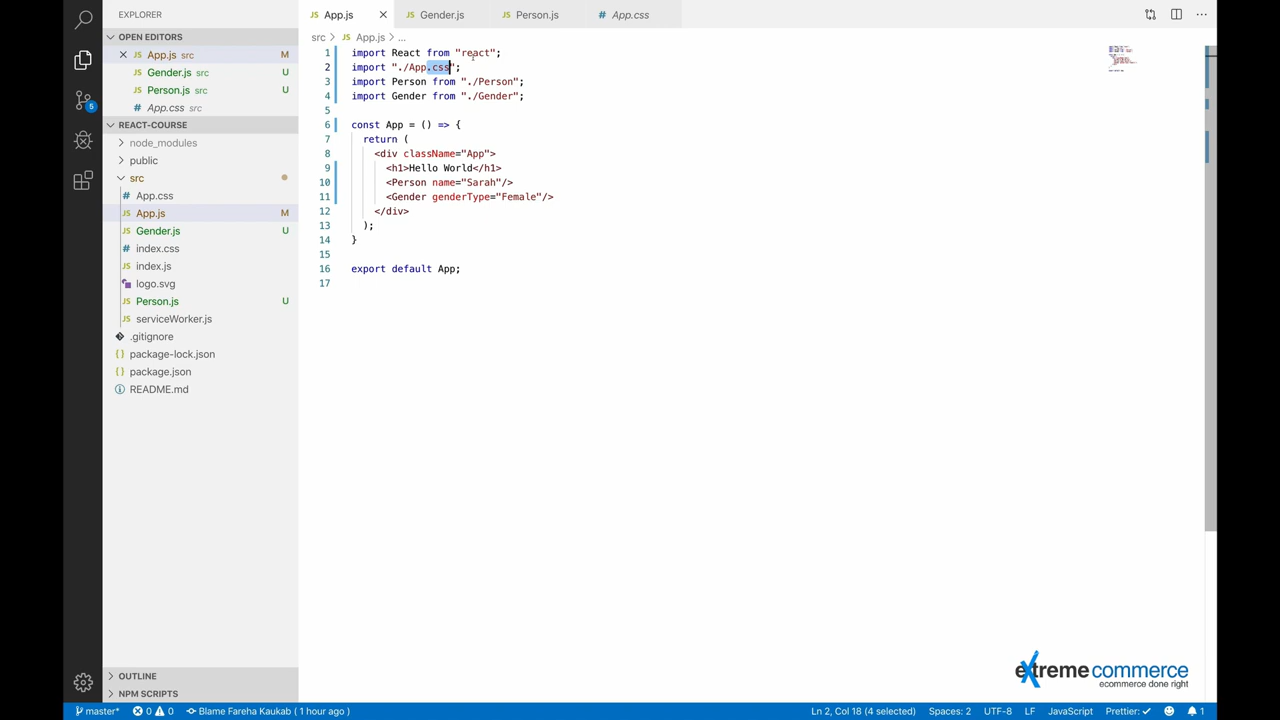 EXPLORER
OPEN EDITORS
App.js src M
Gender.js src U
Person.js src U
App.css src
5
REACT-COURSE
node_modules
public
src
App.css
App.js M
Gender.js U
index.css
index.js
logo.svg
Person.js U
serviceWorker.js
.gitignore
package-lock.json
package.json
README.md
OUTLINE
NPM SCRIPTS
App.js Gender.js Person.js App.css
src > App.js > ...
1 import React from "react";
2 import "./App.css";
3 import Person from "./Person";
4 import Gender from "./Gender";
5
6 const App = () => {
7 return (
8 <div className="App">
9 <h1>Hello World</h1>
10 <Person name="Sarah"/>
11 <Gender genderType="Female"/>
12 </div>
13 );
14 }
15
16 export default App;
17
extreme commerce
ecommerce done right
master* 0 0 Blame Fareha Kaukab ( 1 hour ago ) Ln 2, Col 18 (4 selected) Spaces: 2 UTF-8 LF JavaScript Prettier: ✓ 1